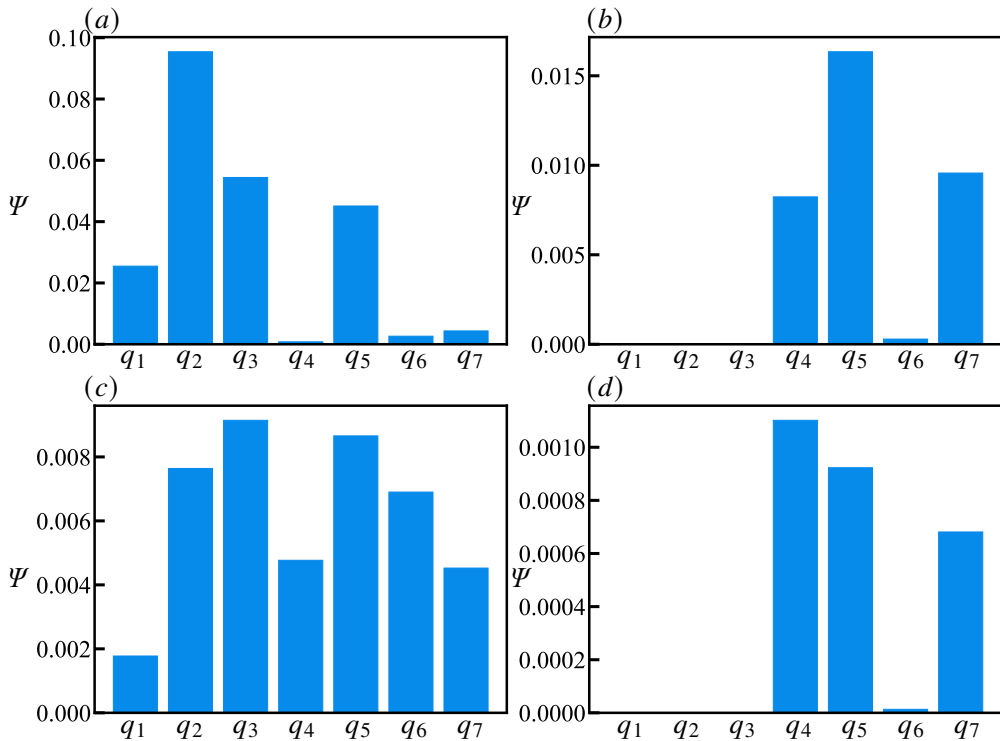 (a)
0.10
0.08
0.06
Ψ
0.04
0.02
0.00
q1 q2 q3 q4 q5 q6 q7
(b)
0.015
0.010
Ψ
0.005
0.000
q1 q2 q3 q4 q5 q6 q7
(c)
0.008
0.006
0.004
Ψ
0.002
0.000
q1 q2 q3 q4 q5 q6 q7
(d)
0.0010
0.0008
0.0006
Ψ
0.0004
0.0002
0.0000
q1 q2 q3 q4 q5 q6 q7